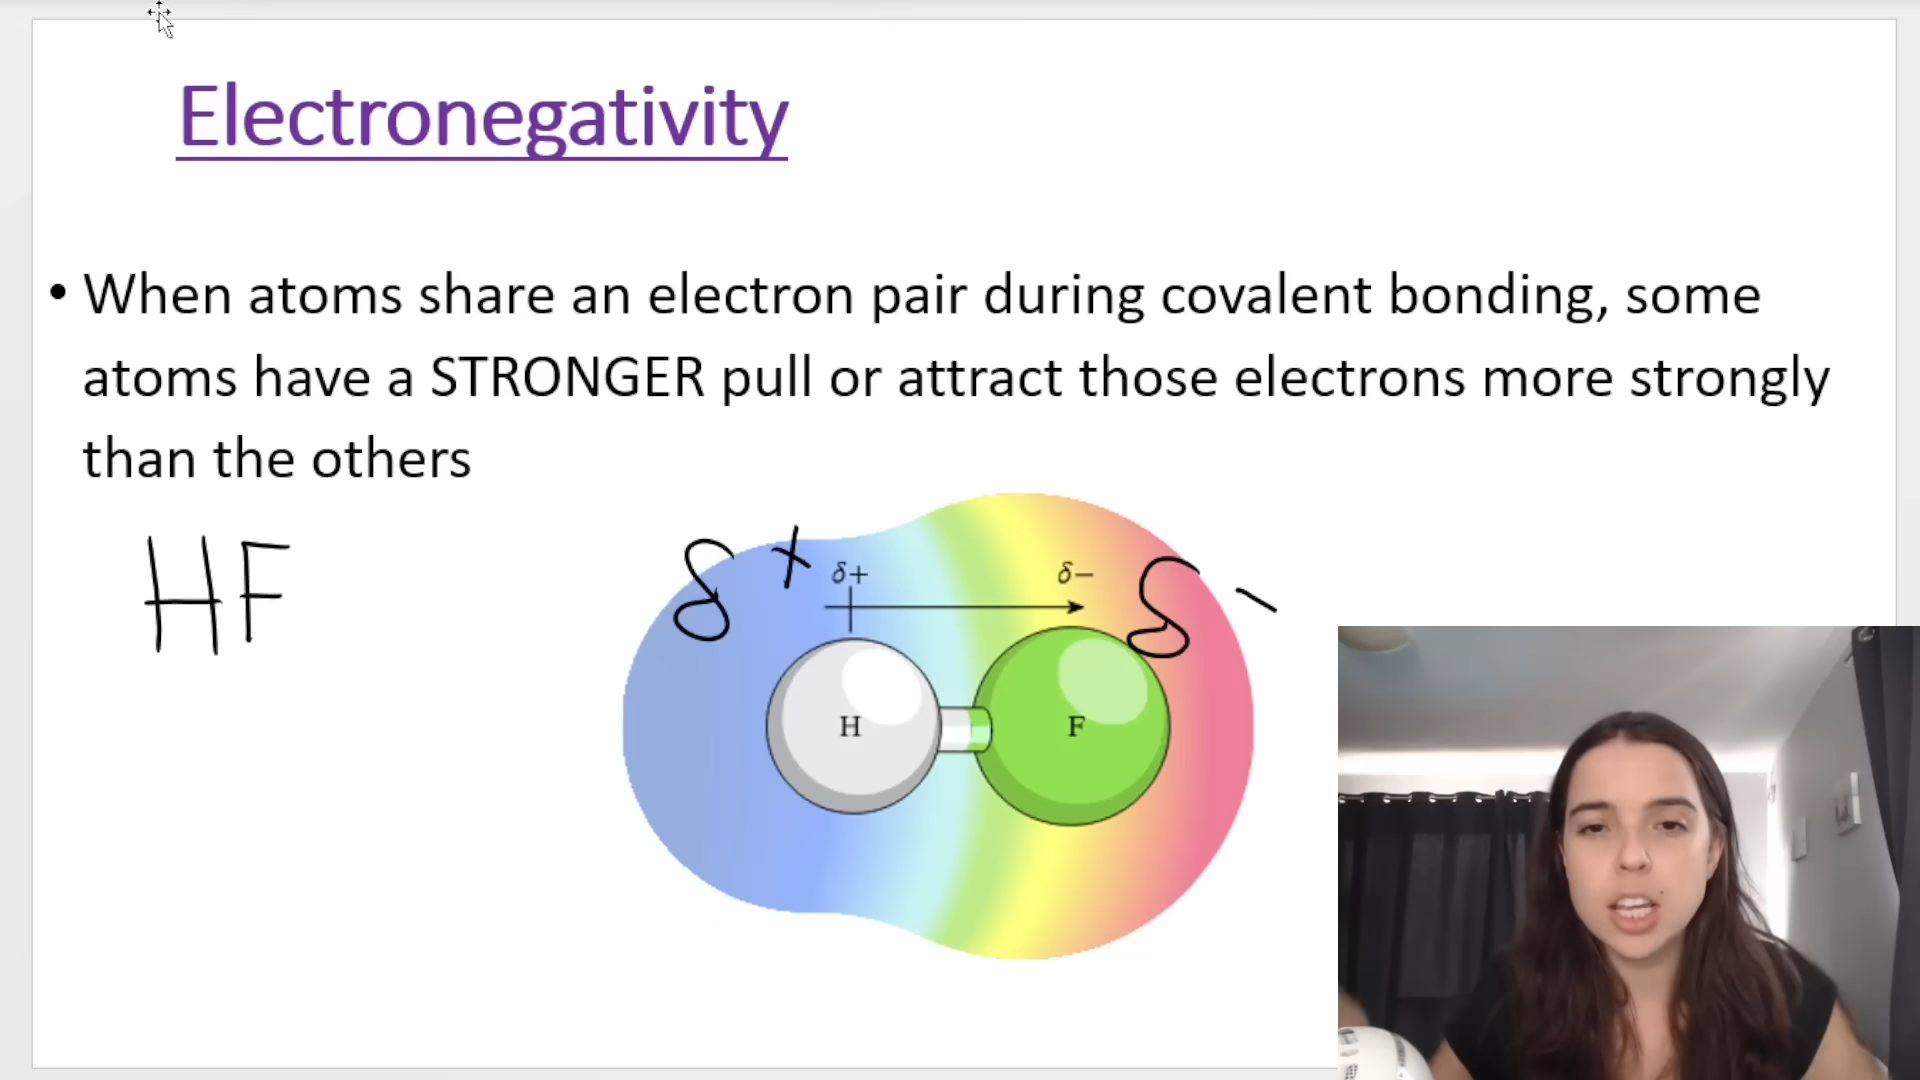 Electronegativity
• When atoms share an electron pair during covalent bonding, some
atoms have a STRONGER pull or attract those electrons more strongly
than the others
HF
δ +
δ+
δ−
δ -
H
F